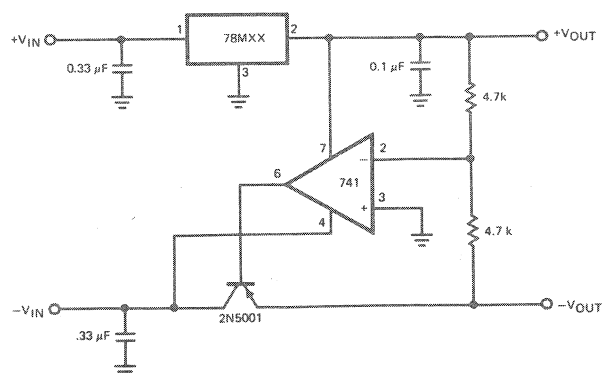 +VIN
1
78MXX
2
+VOUT
3
0.33 µF
0.1 µF
4.7k
7
2
−
6
741
3
+
4
4.7 k
−VIN
2N5001
−VOUT
.33 µF